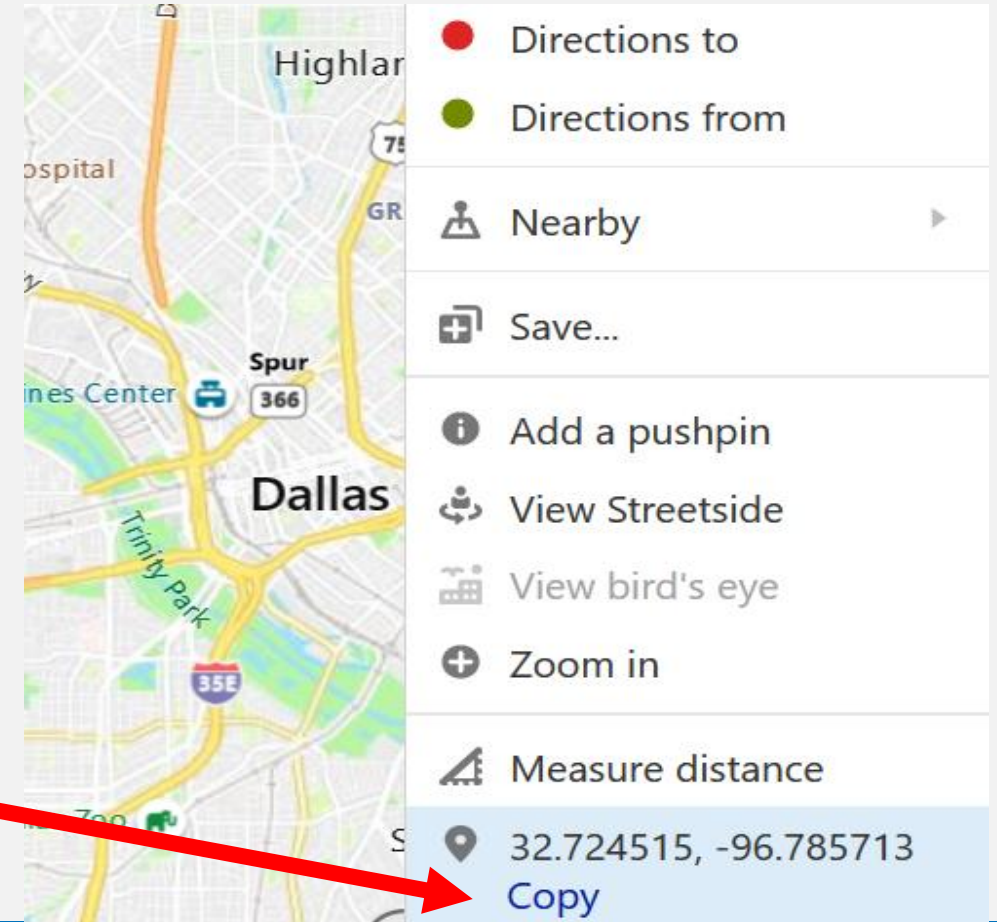 Highlar
75
ospital
GR
Spur
366
ines Center
Dallas
Trinity Park
35E
Zoo
S
Directions to
Directions from
Nearby
Save...
Add a pushpin
View Streetside
View bird's eye
Zoom in
Measure distance
32.724515, -96.785713
Copy